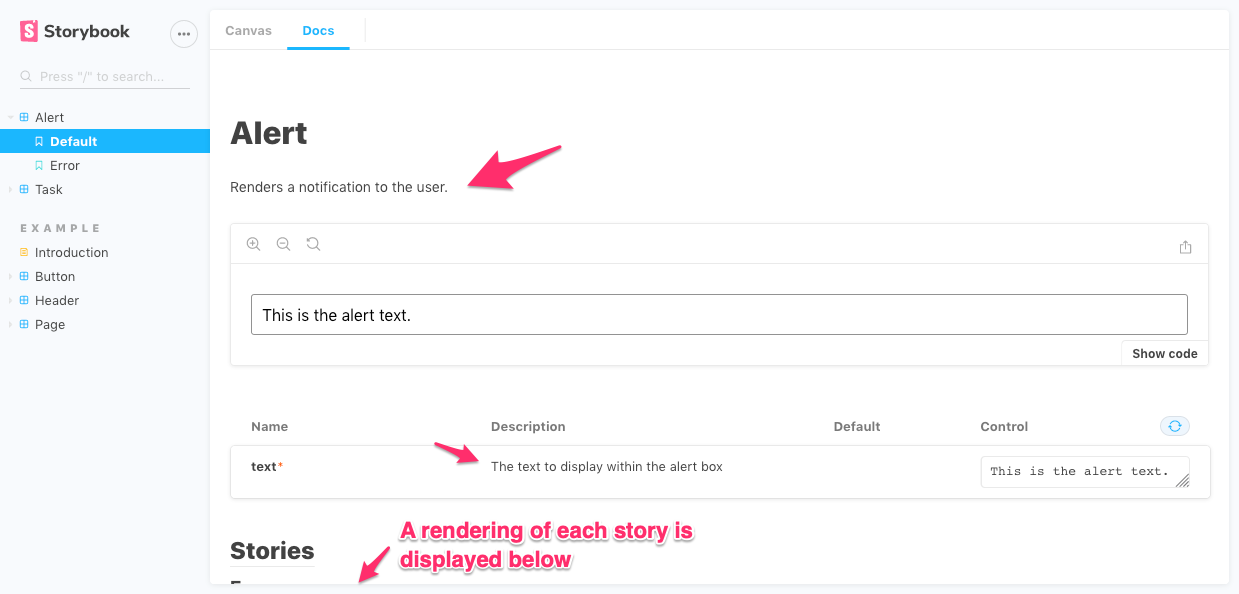 Storybook
Press "/" to search...
Alert
Default
Error
Task
EXAMPLE
Introduction
Button
Header
Page
Canvas
Docs
Alert
Renders a notification to the user.
This is the alert text.
Show code
Name Description Default Control
text* The text to display within the alert box This is the alert text.
A rendering of each story is
displayed below
Stories